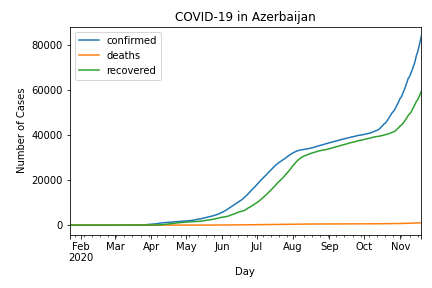 COVID-19 in Azerbaijan
confirmed
deaths
recovered
Number of Cases
80000
60000
40000
20000
0
Feb Mar Apr May Jun Jul Aug Sep Oct Nov
2020
Day